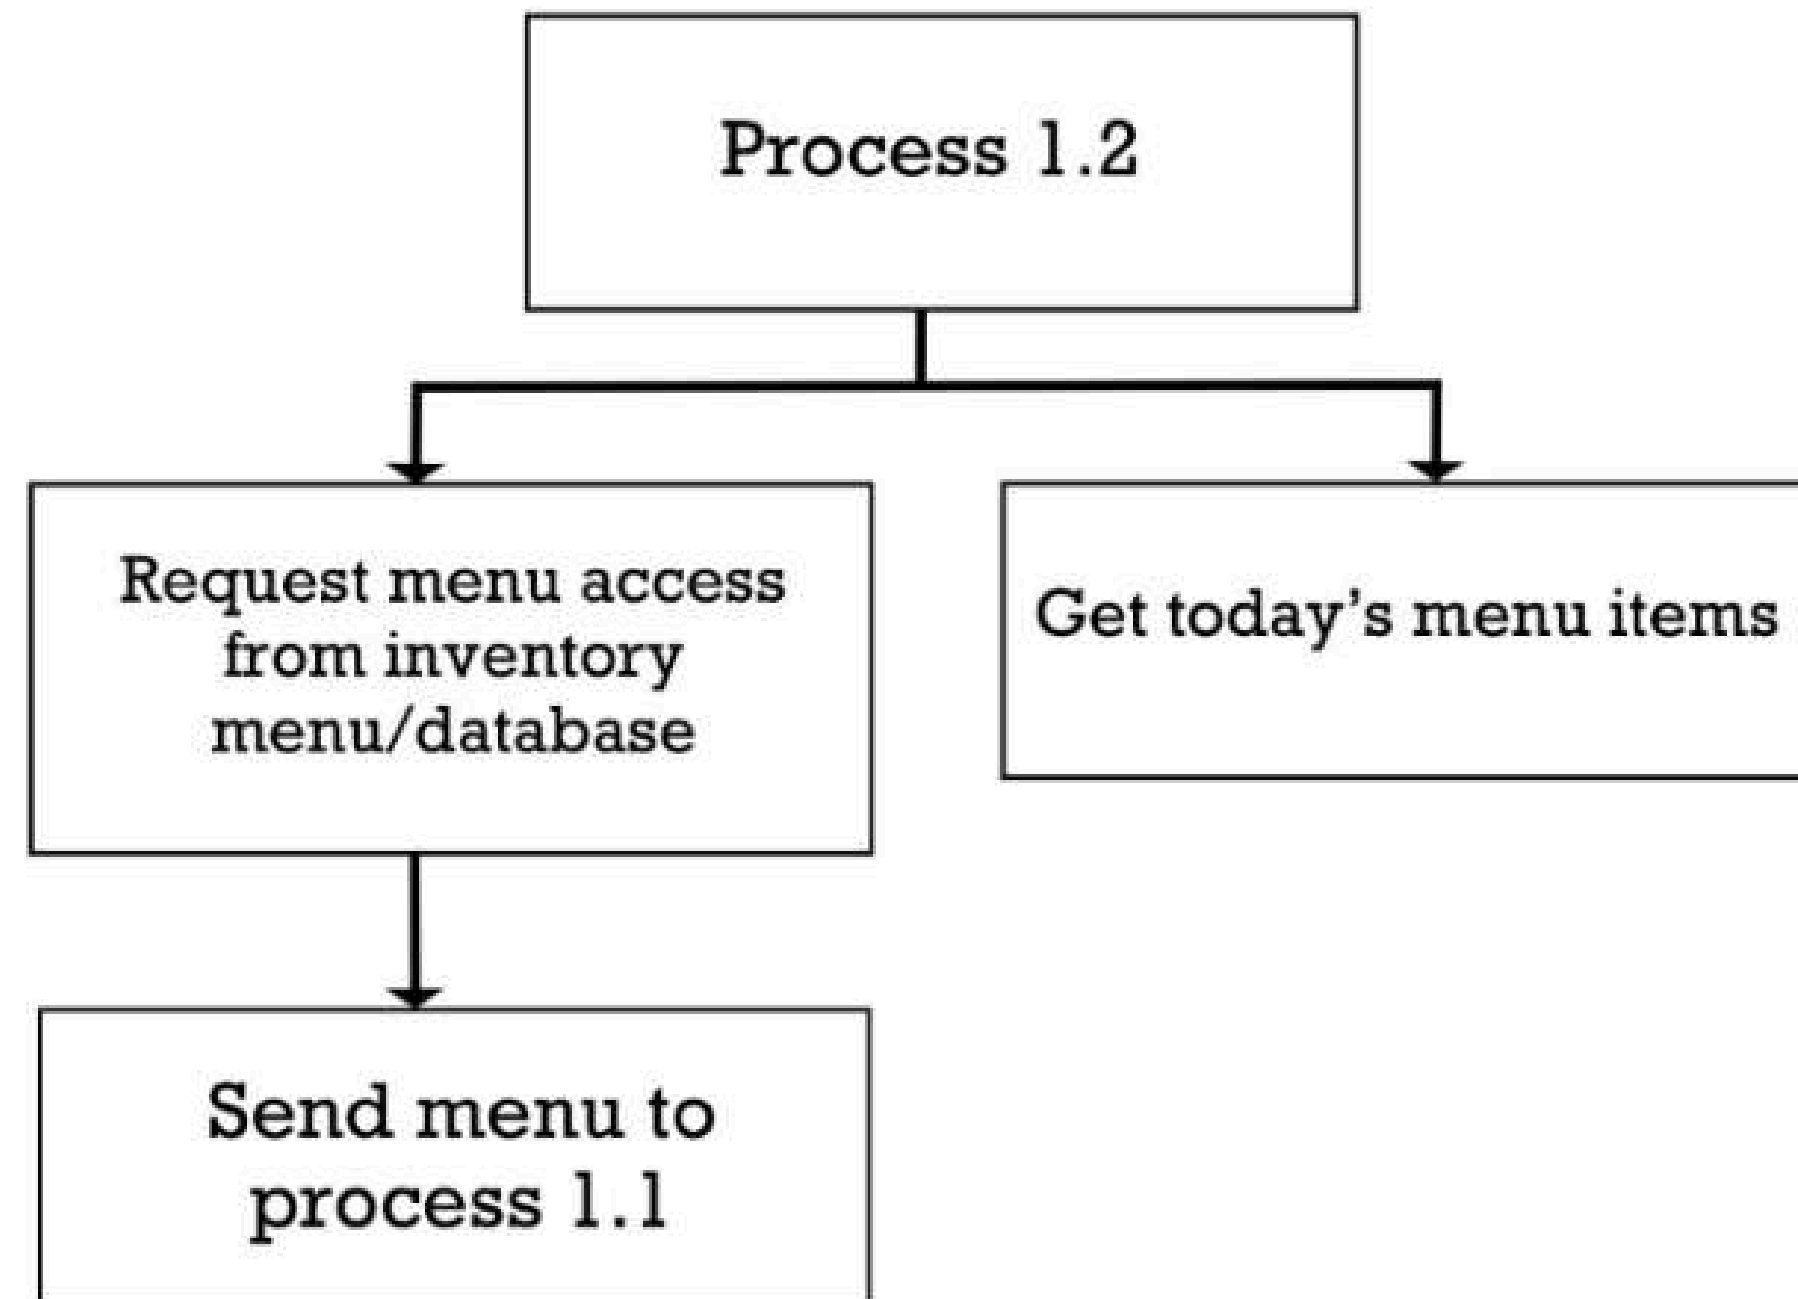 Process 1.2
Request menu access
from inventory
menu/database
Get today's menu items
Send menu to
process 1.1